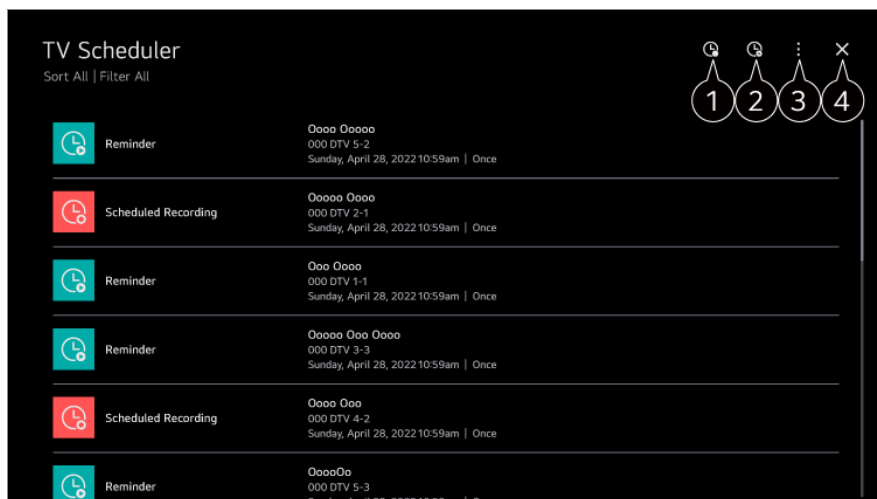 TV Scheduler
Sort All | Filter All
1 2 3 4
Reminder
Oooo Ooooo
000 DTV 5-2
Sunday, April 28, 2022 10:59am | Once
Scheduled Recording
Ooooo Oooo
000 DTV 2-1
Sunday, April 28, 2022 10:59am | Once
Reminder
Ooo Oooo
000 DTV 1-1
Sunday, April 28, 2022 10:59am | Once
Reminder
Ooooo Ooo Oooo
000 DTV 3-3
Sunday, April 28, 2022 10:59am | Once
Scheduled Recording
Oooo Ooo
000 DTV 4-2
Sunday, April 28, 2022 10:59am | Once
Reminder
OoooOo
000 DTV 5-3